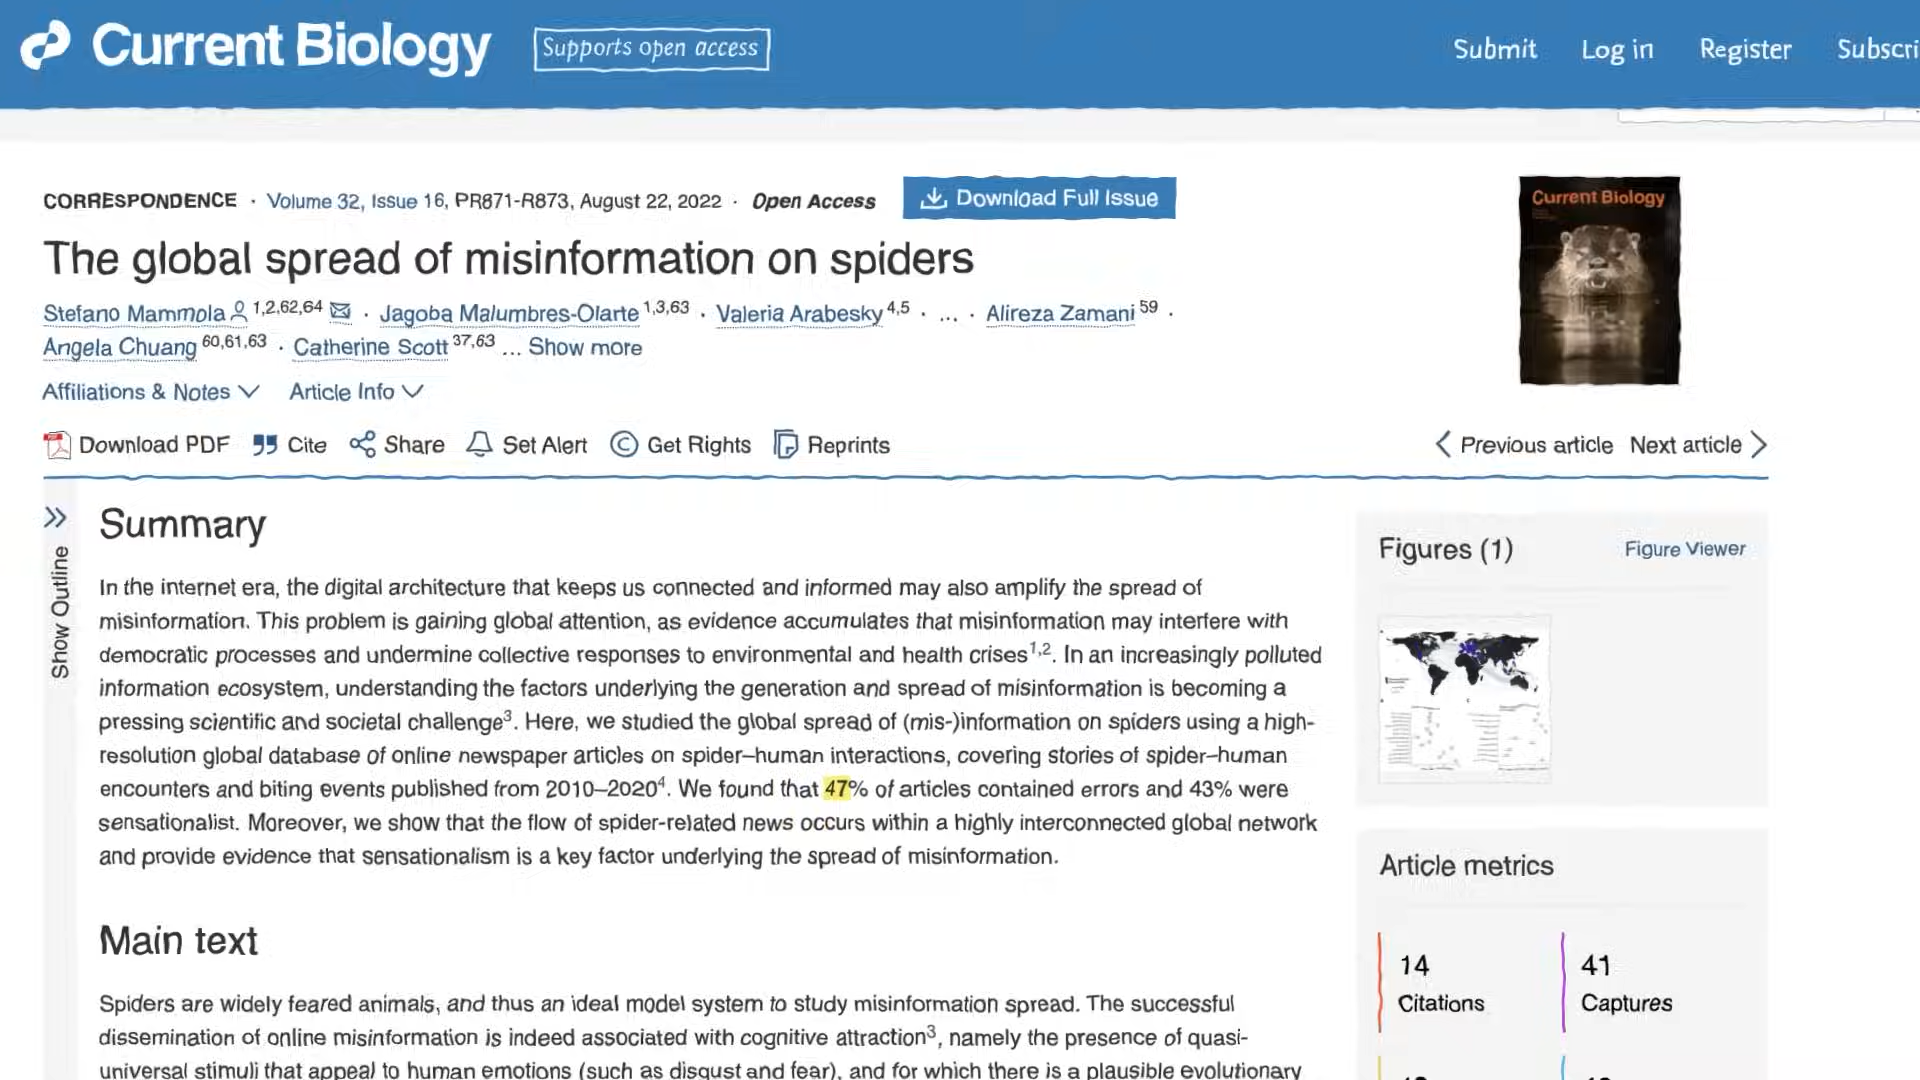 Current Biology
Supports open access
Submit Log in Register Subscri
CORRESPONDENCE · Volume 32, Issue 16, PR871-R873, August 22, 2022 · Open Access
Download Full Issue
Current Biology
The global spread of misinformation on spiders
Stefano Mammola 1,2,62,64 · Jagoba Malumbres-Olarte 1,3,63 · Valeria Arabesky 4,5 · ... · Alireza Zamani 59 ·
Angela Chuang 60,61,63 · Catherine Scott 37,63 ... Show more
Affiliations & Notes Article Info
Download PDF Cite Share Set Alert Get Rights Reprints
Previous article Next article
Show Outline
Summary
In the internet era, the digital architecture that keeps us connected and informed may also amplify the spread of
misinformation. This problem is gaining global attention, as evidence accumulates that misinformation may interfere with
democratic processes and undermine collective responses to environmental and health crises1,2. In an increasingly polluted
information ecosystem, understanding the factors underlying the generation and spread of misinformation is becoming a
pressing scientific and societal challenge3. Here, we studied the global spread of (mis-)information on spiders using a high-
resolution global database of online newspaper articles on spider–human interactions, covering stories of spider–human
encounters and biting events published from 2010–20204. We found that 47% of articles contained errors and 43% were
sensationalist. Moreover, we show that the flow of spider-related news occurs within a highly interconnected global network
and provide evidence that sensationalism is a key factor underlying the spread of misinformation.
Main text
Spiders are widely feared animals, and thus an ideal model system to study misinformation spread. The successful
dissemination of online misinformation is indeed associated with cognitive attraction3, namely the presence of quasi-
universal stimuli that appeal to human emotions (such as disgust and fear), and for which there is a plausible evolutionary
Figures (1)
Figure Viewer
Article metrics
14
Citations
41
Captures